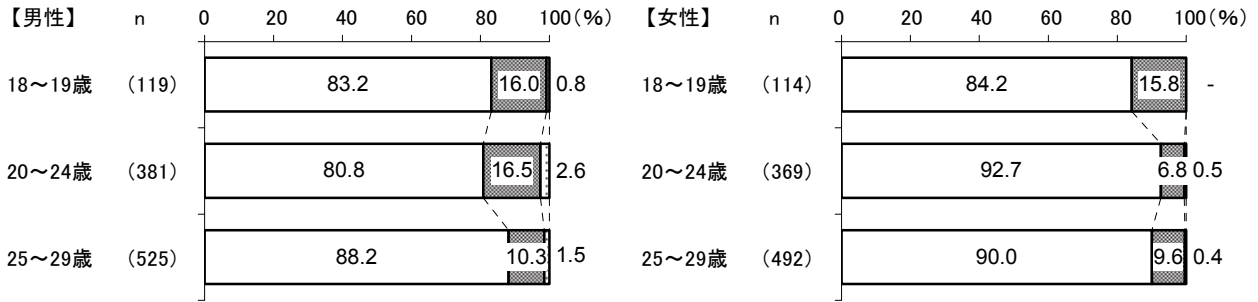 【男性】 n 0 20 40 60 80 100(%)
18～19歳 (119) 83.2 16.0 0.8
20～24歳 (381) 80.8 16.5 2.6
25～29歳 (525) 88.2 10.3 1.5
【女性】 n 0 20 40 60 80 100(%)
18～19歳 (114) 84.2 15.8 -
20～24歳 (369) 92.7 6.8 0.5
25～29歳 (492) 90.0 9.6 0.4